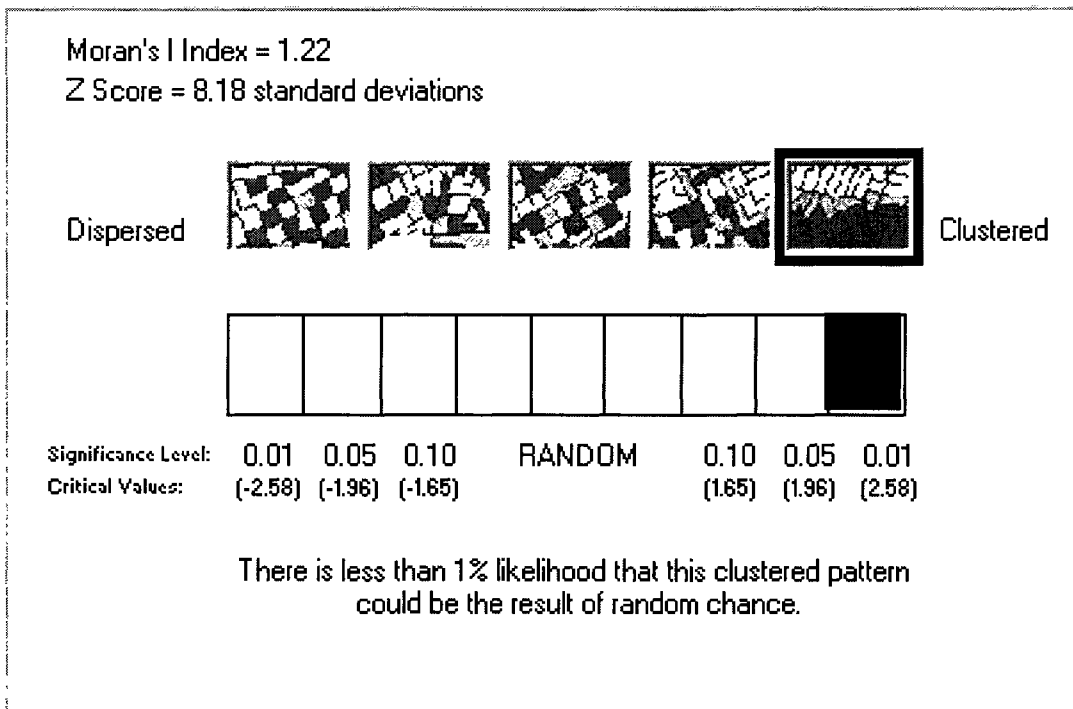 Moran's I Index = 1.22
Z Score = 8.18 standard deviations
Dispersed
Clustered
Significance Level: 0.01 0.05 0.10 RANDOM 0.10 0.05 0.01
Critical Values: (-2.58) (-1.96) (-1.65) (1.65) (1.96) (2.58)
There is less than 1% likelihood that this clustered pattern
could be the result of random chance.